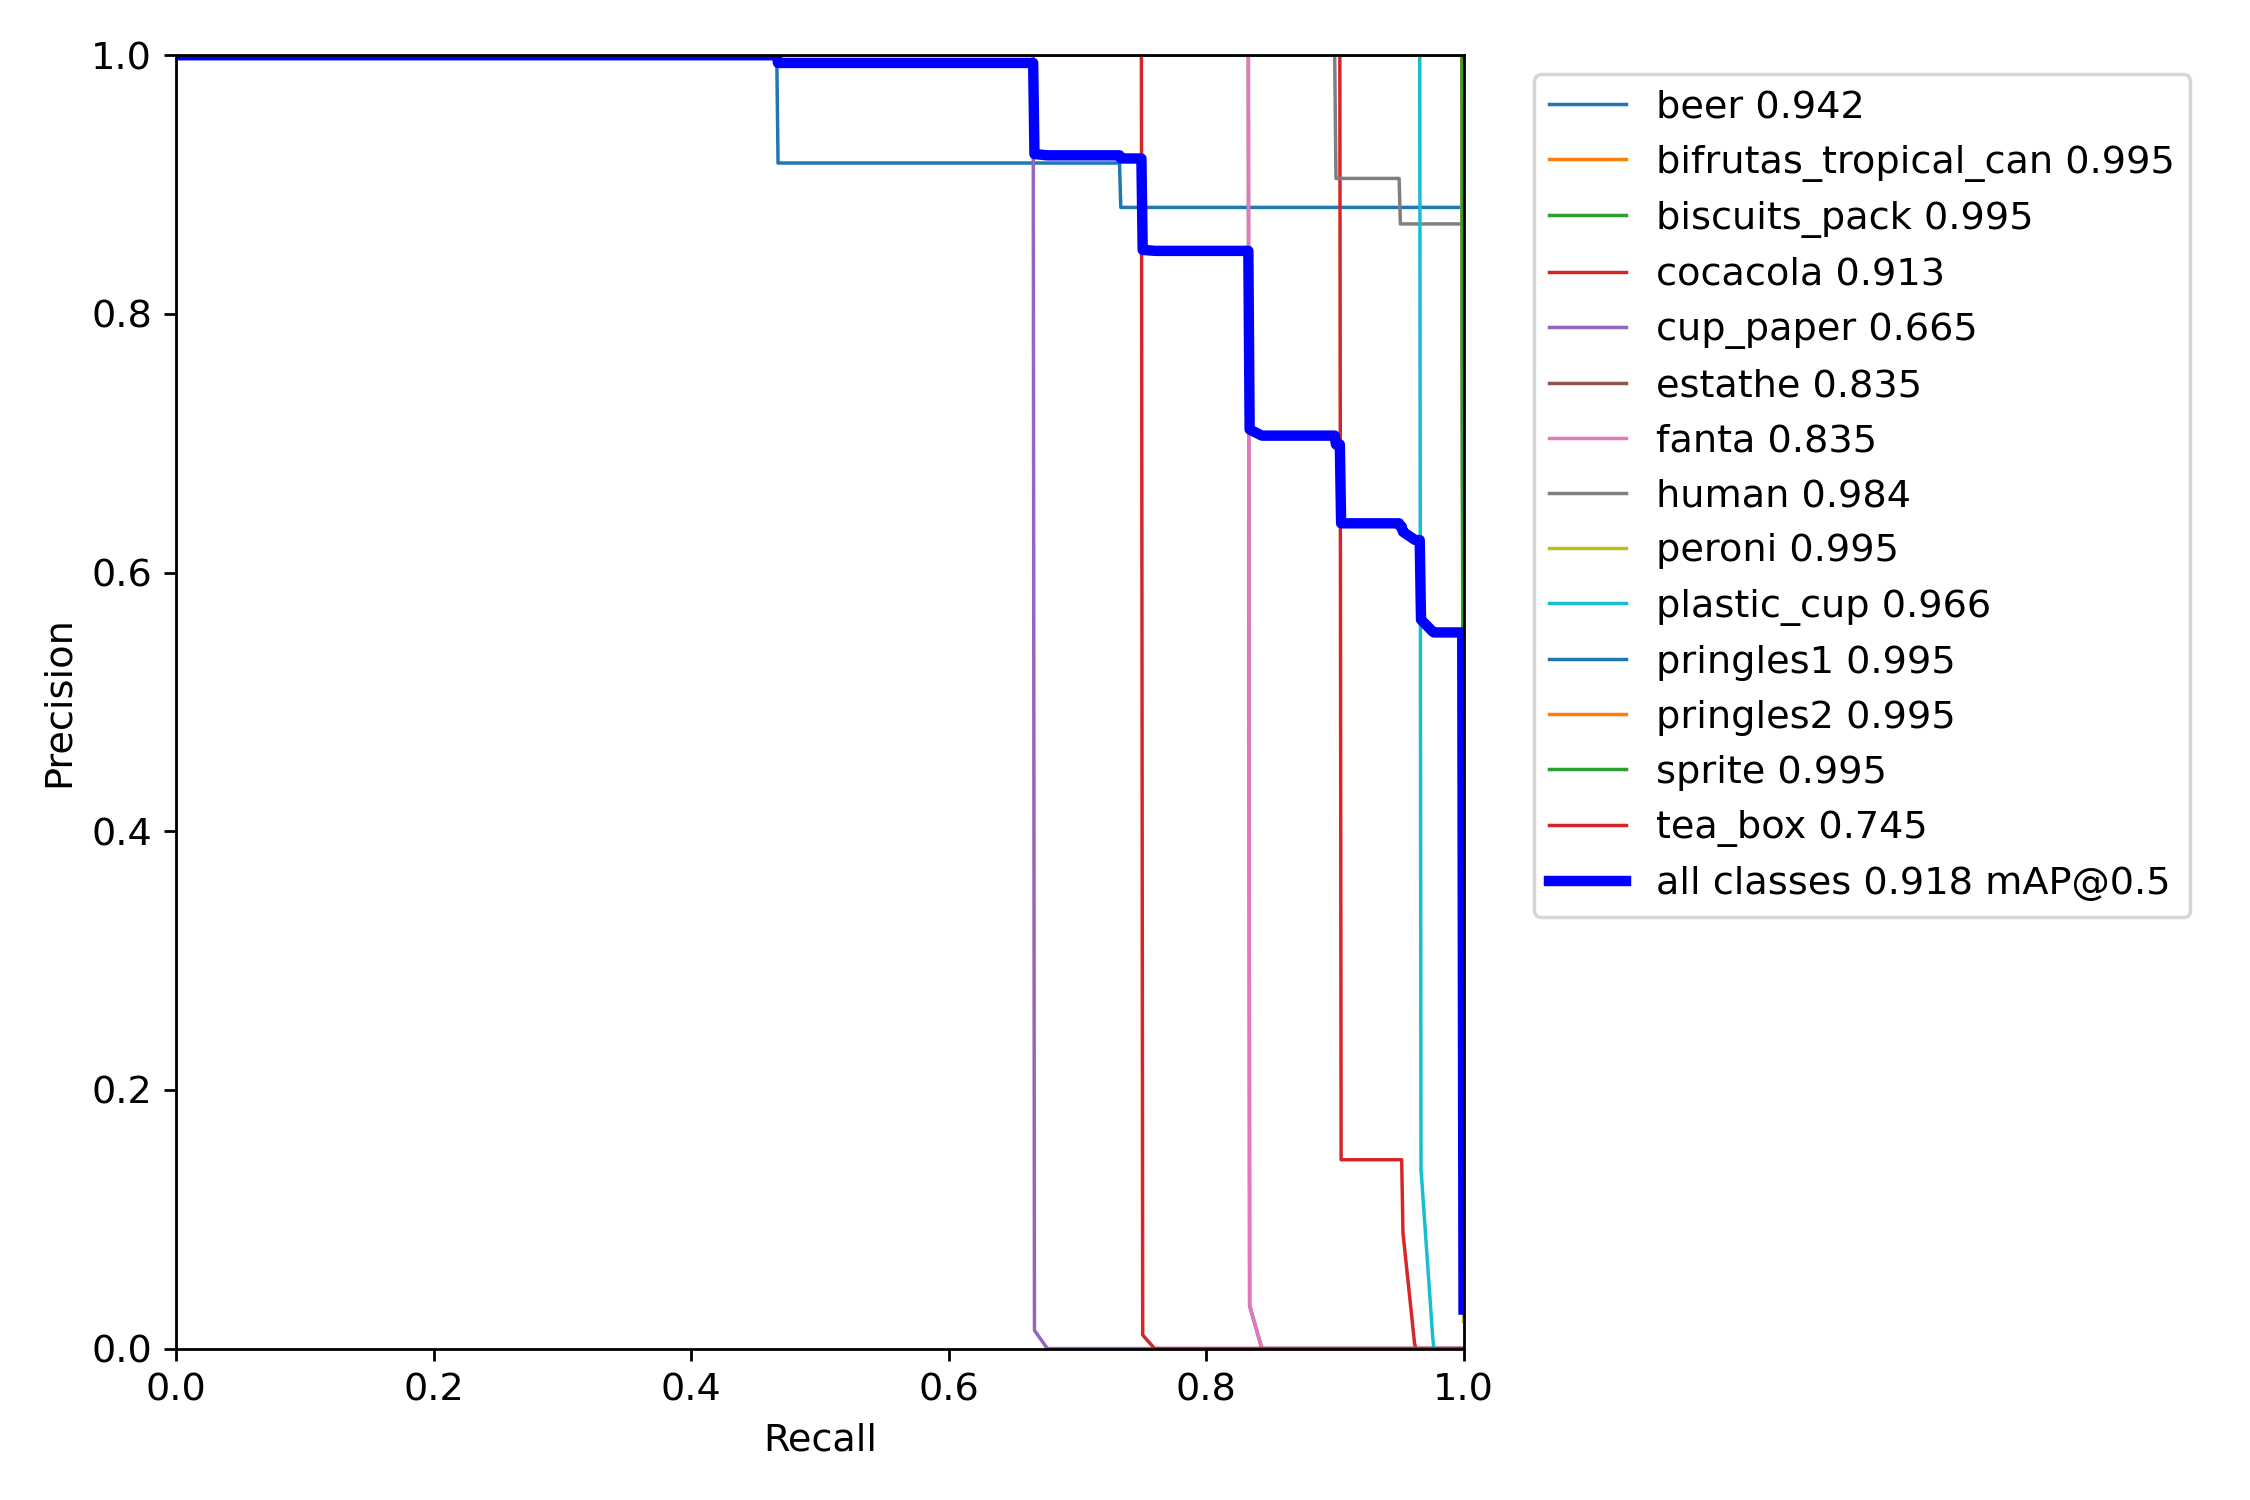 1.0
0.8
0.6
0.4
0.2
0.0
Precision
0.0 0.2 0.4 0.6 0.8 1.0
Recall
beer 0.942
bifrutas_tropical_can 0.995
biscuits_pack 0.995
cocacola 0.913
cup_paper 0.665
estathe 0.835
fanta 0.835
human 0.984
peroni 0.995
plastic_cup 0.966
pringles1 0.995
pringles2 0.995
sprite 0.995
tea_box 0.745
all classes 0.918 mAP@0.5